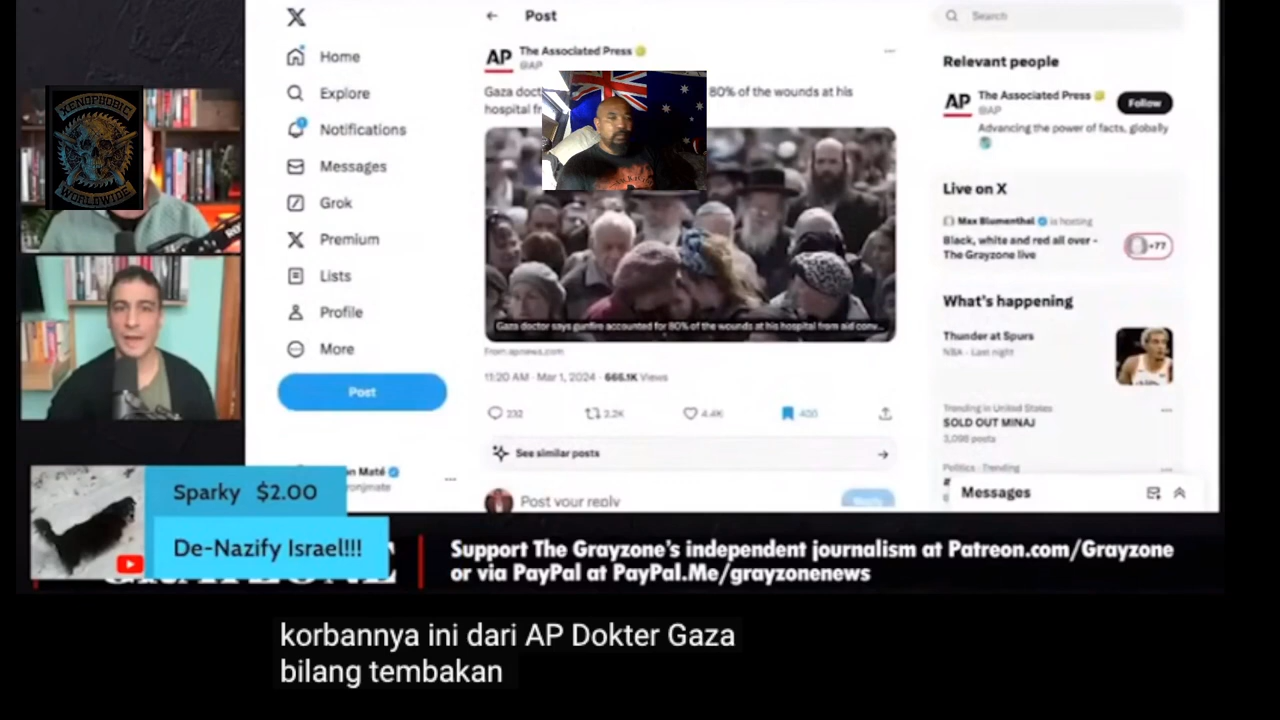 XENOPHOBIC
WORLDWIDE
Home
Explore
Notifications
Messages
Grok
Premium
Lists
Profile
More
Post
Post
AP The Associated Press
@AP
80% of the wounds at his
hospital
Gaza doctor says gunfire accounted for 80% of the wounds at his hospital from aid conv...
From apnews.com
11:20 AM · Mar 1, 2024 · 666.1K Views
232 2.2K 4.4K 400
See similar posts
Post your reply
Search
Relevant people
AP The Associated Press
@AP
Follow
Advancing the power of facts, globally
Live on X
Max Blumenthal is hosting
Black, white and red all over -
The Grayzone live
+77
What's happening
Thunder at Spurs
NBA · Last night
Trending in United States
SOLD OUT MINAJ
3,098 posts
Politics · Trending
Messages
Sparky $2.00
De-Nazify Israel!!!
Support The Grayzone's independent journalism at Patreon.com/Grayzone
or via PayPal at PayPal.Me/grayzonenews
korbannya ini dari AP Dokter Gaza
bilang tembakan